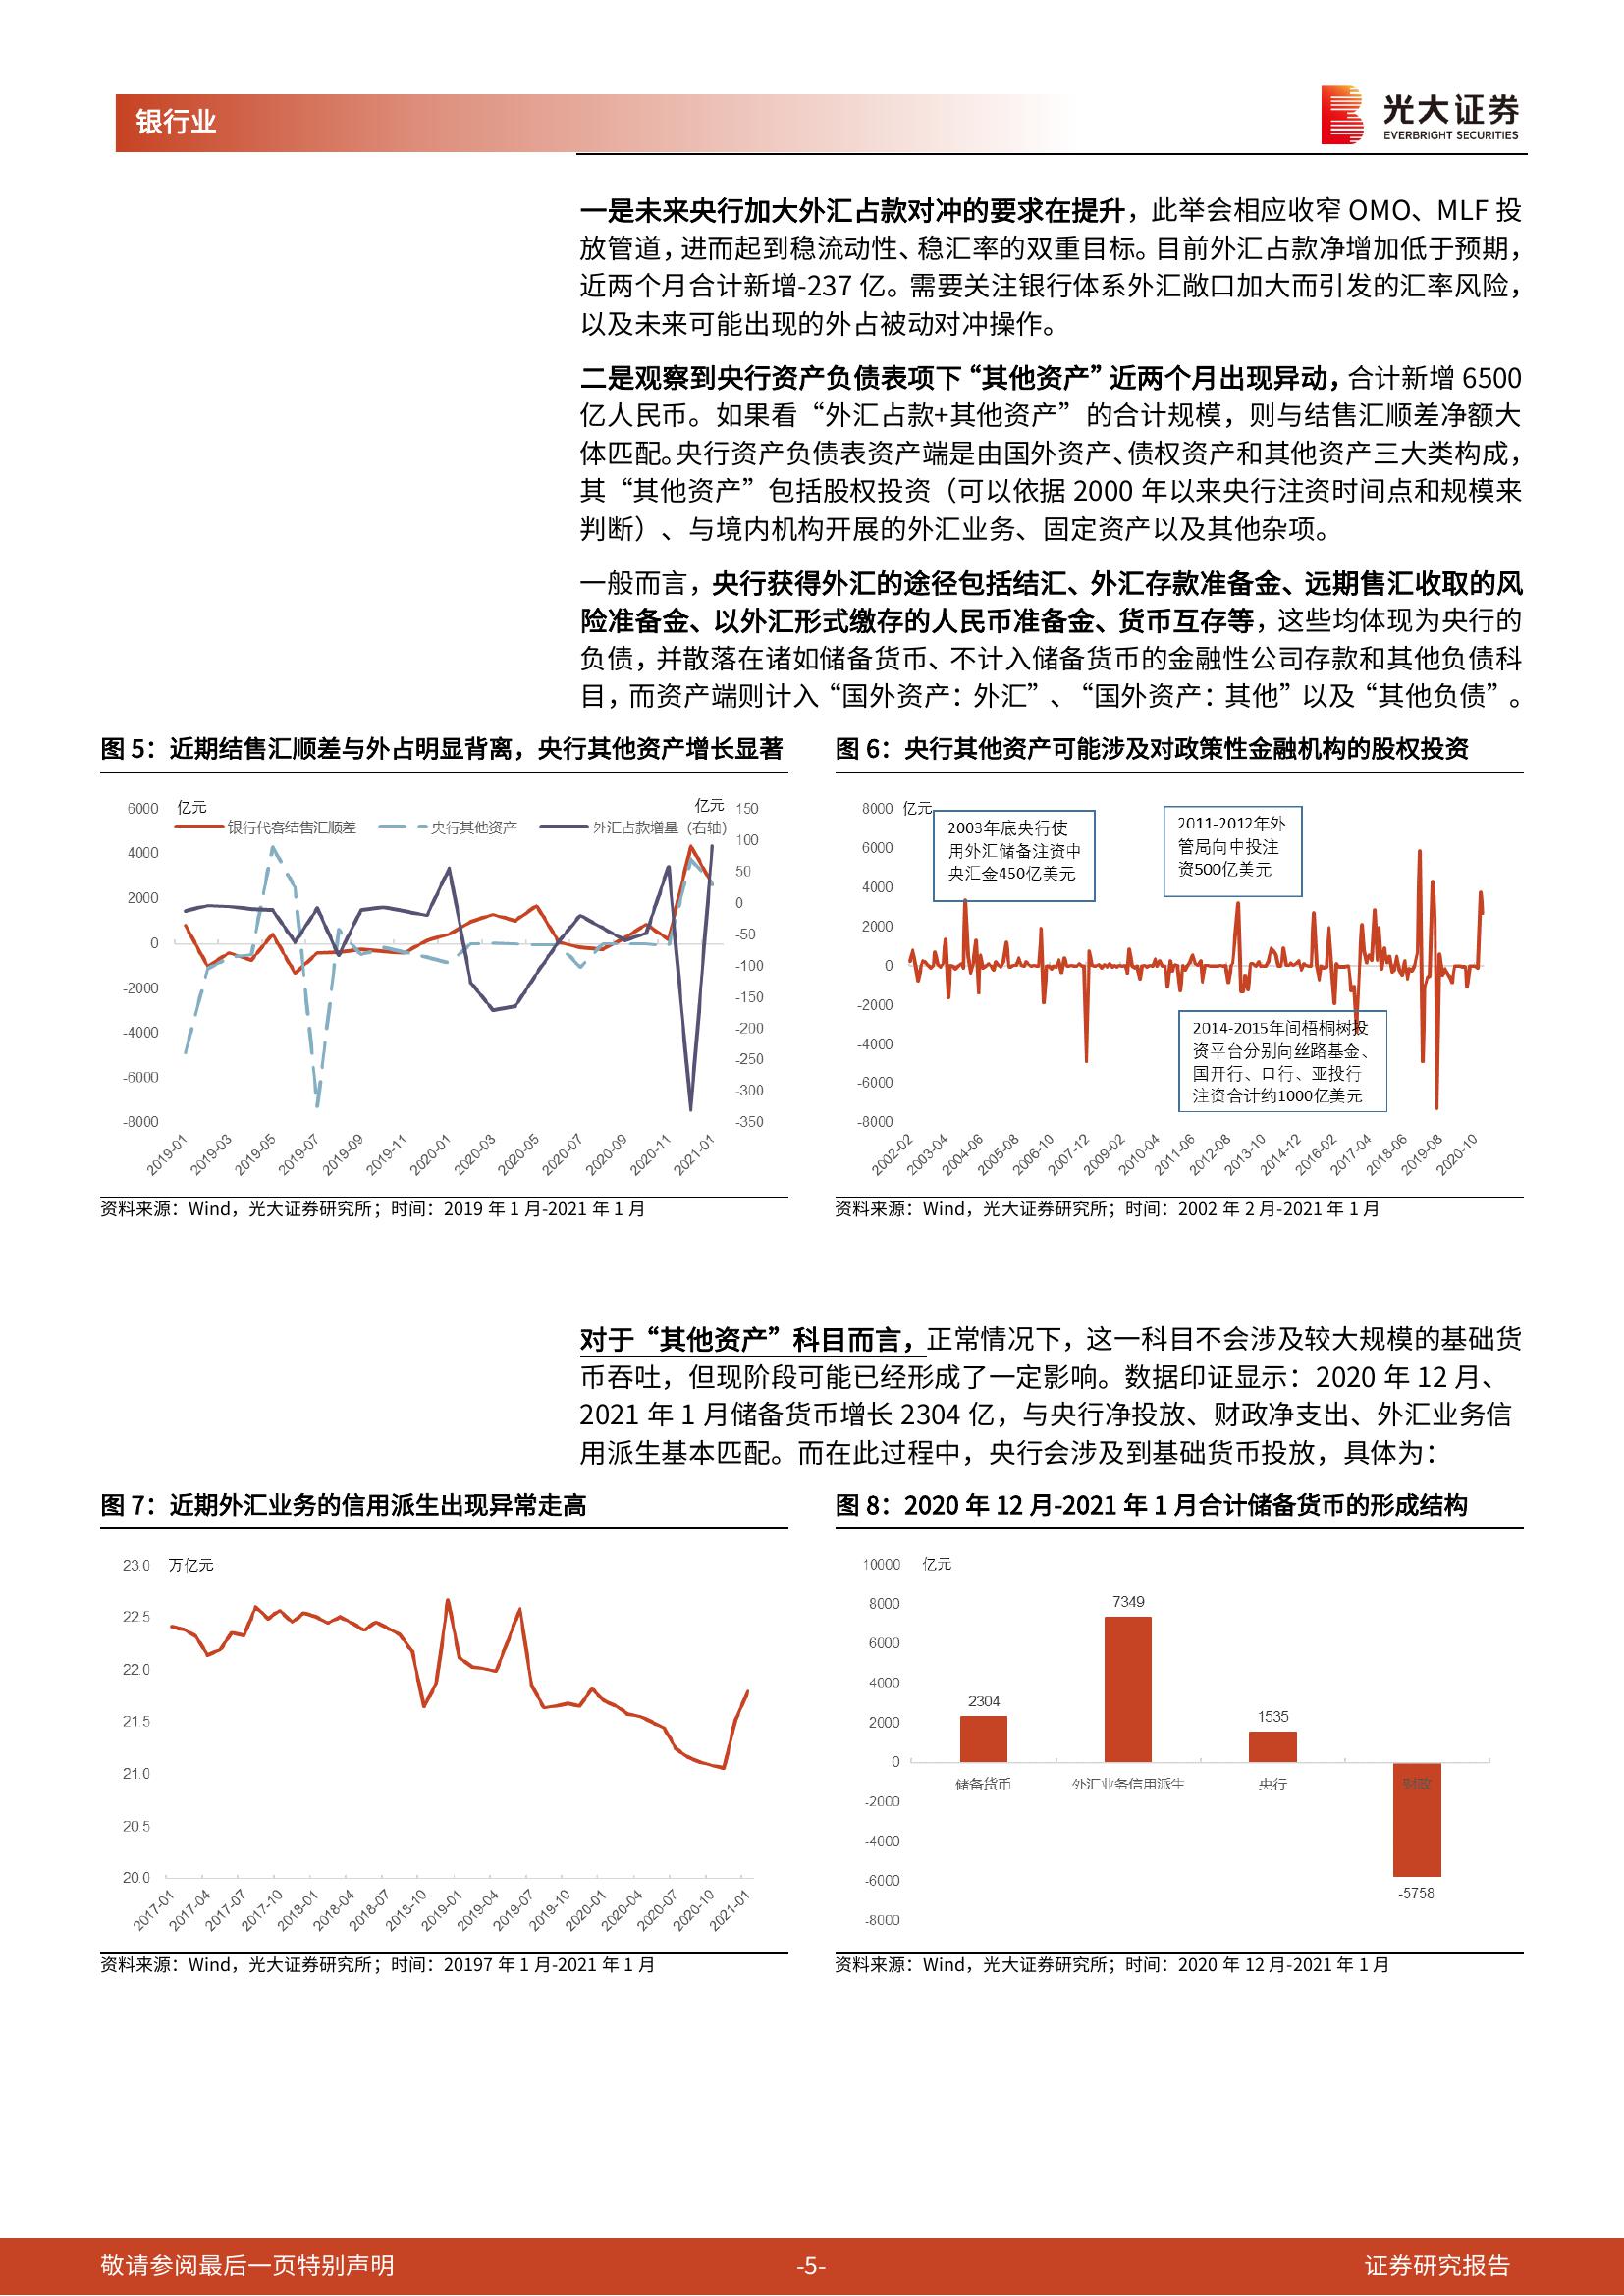 银行业
光大证券
EVERBRIGHT SECURITIES
一是未来央行加大外汇占款对冲的要求在提升，此举会相应收窄 OMO、MLF 投
放管道，进而起到稳流动性、稳汇率的双重目标。目前外汇占款净增加低于预期，
近两个月合计新增-237 亿。需要关注银行体系外汇敞口加大而引发的汇率风险，
以及未来可能出现的外占被动对冲操作。
二是观察到央行资产负债表项下“其他资产”近两个月出现异动，合计新增 6500
亿人民币。如果看“外汇占款+其他资产”的合计规模，则与结售汇顺差净额大
体匹配。央行资产负债表资产端是由国外资产、债权资产和其他资产三大类构成，
其“其他资产”包括股权投资（可以依据 2000 年以来央行注资时间点和规模来
判断）、与境内机构开展的外汇业务、固定资产以及其他杂项。
一般而言，央行获得外汇的途径包括结汇、外汇存款准备金、远期售汇收取的风
险准备金、以外汇形式缴存的人民币准备金、货币互存等，这些均体现为央行的
负债，并散落在诸如储备货币、不计入储备货币的金融性公司存款和其他负债科
目，而资产端则计入“国外资产：外汇”、“国外资产：其他”以及“其他负债”。
图 5：近期结售汇顺差与外占明显背离，央行其他资产增长显著
6000 亿元 亿元 150
银行代客结售汇顺差 央行其他资产 外汇占款增量（右轴）
100
4000
50
2000
0
0
-50
-100
-2000
-150
-4000
-200
-250
-6000
-300
-8000
-350
2019-01 2019-03 2019-05 2019-07 2019-09 2019-11 2020-01 2020-03 2020-05 2020-07 2020-09 2020-11 2021-01
资料来源：Wind，光大证券研究所；时间：2019 年 1 月-2021 年 1 月
图 6：央行其他资产可能涉及对政策性金融机构的股权投资
8000 亿元
6000
4000
2000
0
-2000
-4000
-6000
-8000
2003年底央行使
用外汇储备注资中
央汇金450亿美元
2011-2012年外
管局向中投注
资500亿美元
2014-2015年间梧桐树投
资平台分别向丝路基金、
国开行、口行、亚投行
注资合计约1000亿美元
2002-02 2003-04 2004-06 2005-08 2006-10 2007-12 2009-02 2010-04 2011-06 2012-08 2013-10 2014-12 2016-02 2017-04 2018-06 2019-08 2020-10
资料来源：Wind，光大证券研究所；时间：2002 年 2 月-2021 年 1 月
对于“其他资产”科目而言，正常情况下，这一科目不会涉及较大规模的基础货
币吞吐，但现阶段可能已经形成了一定影响。数据印证显示：2020 年 12 月、
2021 年 1 月储备货币增长 2304 亿，与央行净投放、财政净支出、外汇业务信
用派生基本匹配。而在此过程中，央行会涉及到基础货币投放，具体为：
图 7：近期外汇业务的信用派生出现异常走高
23.0 万亿元
22.5
22.0
21.5
21.0
20.5
20.0
2017-01 2017-04 2017-07 2017-10 2018-01 2018-04 2018-07 2018-10 2019-01 2019-04 2019-07 2019-10 2020-01 2020-04 2020-07 2020-10 2021-01
资料来源：Wind，光大证券研究所；时间：20197 年 1 月-2021 年 1 月
图 8：2020 年 12 月-2021 年 1 月合计储备货币的形成结构
10000 亿元
8000
6000
4000
2000
0
-2000
-4000
-6000
-8000
2304
7349
1535
-5758
储备货币 外汇业务信用派生 央行 财政
资料来源：Wind，光大证券研究所；时间：2020 年 12 月-2021 年 1 月
敬请参阅最后一页特别声明
-5-
证券研究报告